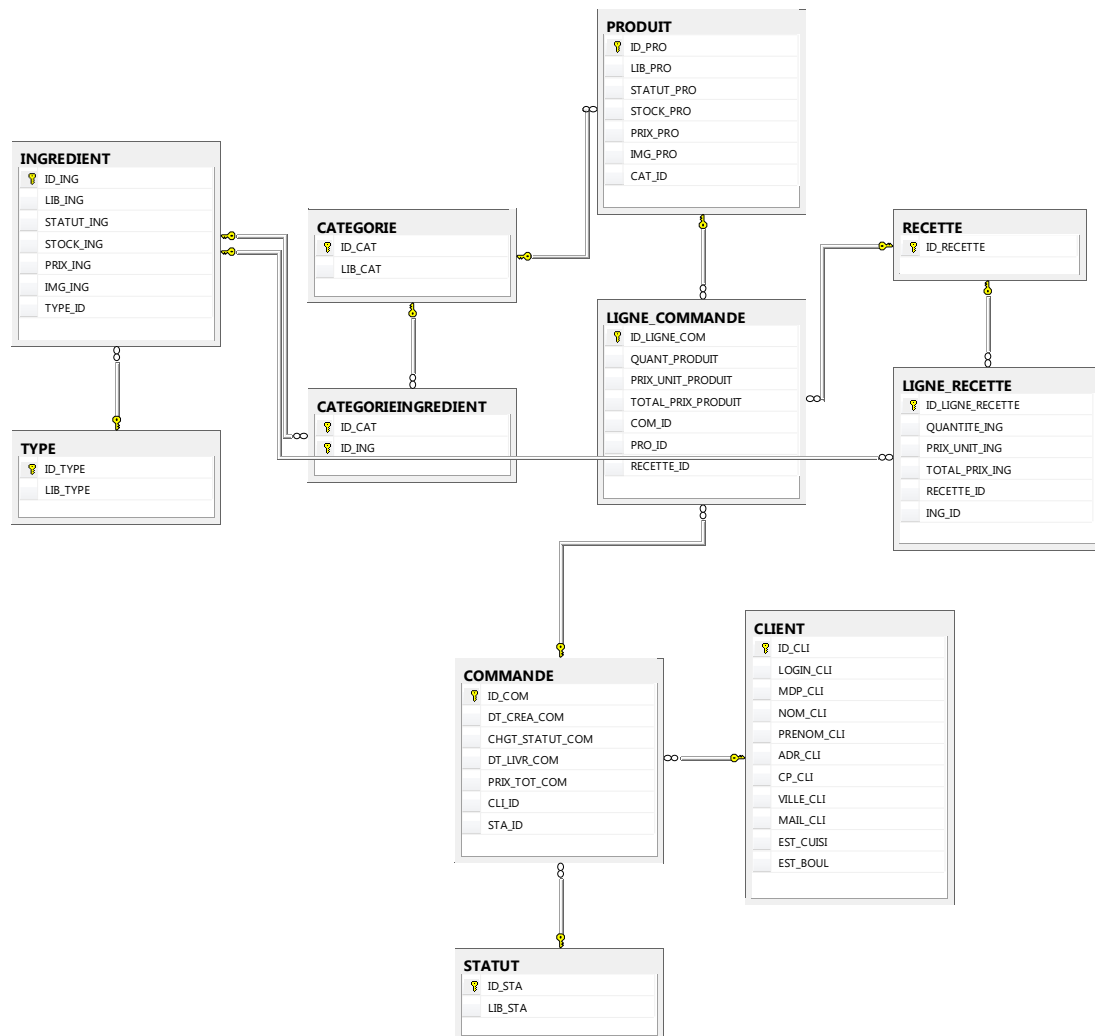 PRODUIT
ID_PRO
LIB_PRO
STATUT_PRO
STOCK_PRO
PRIX_PRO
IMG_PRO
CAT_ID
INGREDIENT
ID_ING
LIB_ING
STATUT_ING
STOCK_ING
PRIX_ING
IMG_ING
TYPE_ID
CATEGORIE
ID_CAT
LIB_CAT
RECETTE
ID_RECETTE
LIGNE_COMMANDE
ID_LIGNE_COM
QUANT_PRODUIT
PRIX_UNIT_PRODUIT
TOTAL_PRIX_PRODUIT
COM_ID
PRO_ID
RECETTE_ID
LIGNE_RECETTE
ID_LIGNE_RECETTE
QUANTITE_ING
PRIX_UNIT_ING
TOTAL_PRIX_ING
RECETTE_ID
ING_ID
CATEGORIEINGREDIENT
ID_CAT
ID_ING
TYPE
ID_TYPE
LIB_TYPE
CLIENT
ID_CLI
LOGIN_CLI
MDP_CLI
NOM_CLI
PRENOM_CLI
ADR_CLI
CP_CLI
VILLE_CLI
MAIL_CLI
EST_CUISI
EST_BOUL
COMMANDE
ID_COM
DT_CREA_COM
CHGT_STATUT_COM
DT_LIVR_COM
PRIX_TOT_COM
CLI_ID
STA_ID
STATUT
ID_STA
LIB_STA